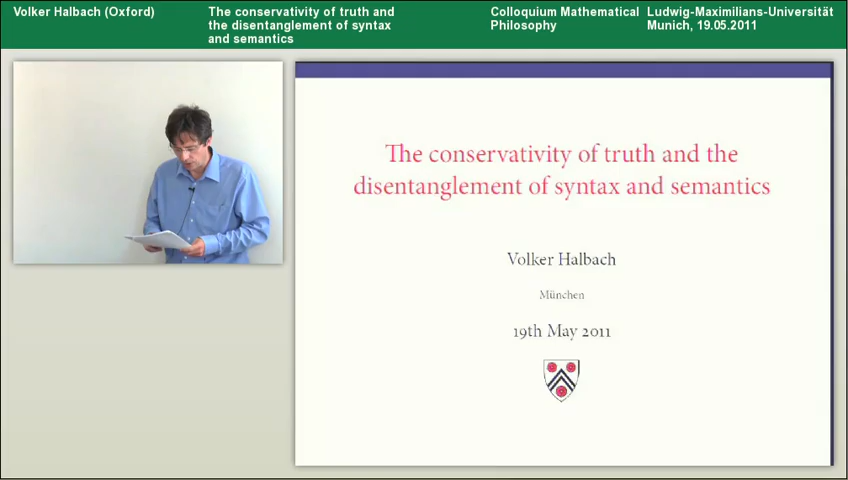 Volker Halbach (Oxford)
The conservativity of truth and
the disentanglement of syntax
and semantics
Colloquium Mathematical
Philosophy
Ludwig-Maximilians-Universität
Munich, 19.05.2011
The conservativity of truth and the
disentanglement of syntax and semantics
Volker Halbach
München
19th May 2011